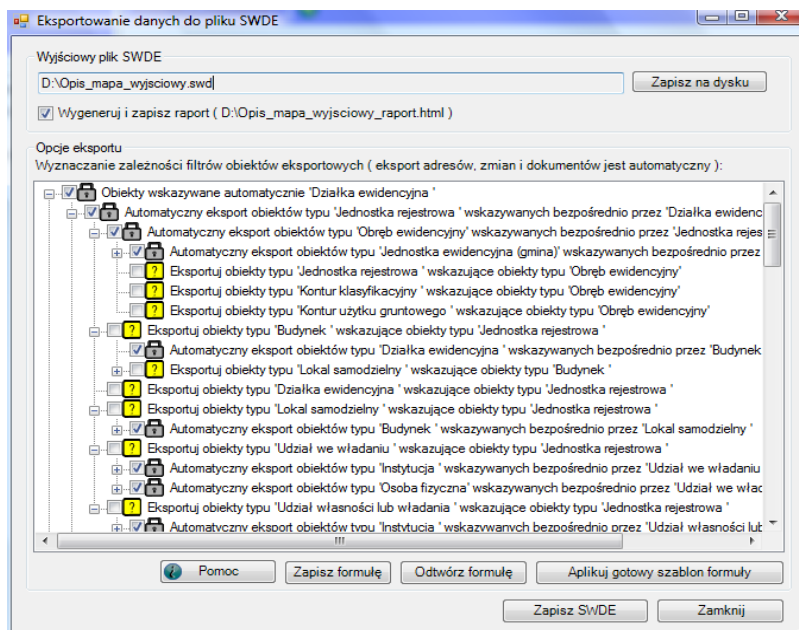 Eksportowanie danych do pliku SWDE
Wyjściowy plik SWDE
D:\Opis_mapa_wyjsciowy.swd
Zapisz na dysku
Wygeneruj i zapisz raport ( D:\Opis_mapa_wyjsciowy_raport.html )
Opcje eksportu
Wyznaczanie zależności filtrów obiektów eksportowych ( eksport adresów, zmian i dokumentów jest automatyczny ):
Obiekty wskazywane automatycznie 'Działka ewidencyjna '
Automatyczny eksport obiektów typu 'Jednostka rejestrowa ' wskazywanych bezpośrednio przez 'Działka ewidenc
Automatyczny eksport obiektów typu 'Obręb ewidencyjny' wskazywanych bezpośrednio przez 'Jednostka rejes
Automatyczny eksport obiektów typu 'Jednostka ewidencyjna (gmina)' wskazywanych bezpośrednio przez
Eksportuj obiekty typu 'Jednostka rejestrowa ' wskazujące obiekty typu 'Obręb ewidencyjny'
Eksportuj obiekty typu 'Kontur klasyfikacyjny ' wskazujące obiekty typu 'Obręb ewidencyjny'
Eksportuj obiekty typu 'Kontur użytku gruntowego ' wskazujące obiekty typu 'Obręb ewidencyjny'
Eksportuj obiekty typu 'Budynek ' wskazujące obiekty typu 'Jednostka rejestrowa '
Automatyczny eksport obiektów typu 'Działka ewidencyjna ' wskazywanych bezpośrednio przez 'Budynek
Eksportuj obiekty typu 'Lokal samodzielny ' wskazujące obiekty typu 'Budynek '
Eksportuj obiekty typu 'Działka ewidencyjna ' wskazujące obiekty typu 'Jednostka rejestrowa '
Eksportuj obiekty typu 'Lokal samodzielny ' wskazujące obiekty typu 'Jednostka rejestrowa '
Automatyczny eksport obiektów typu 'Budynek ' wskazywanych bezpośrednio przez 'Lokal samodzielny '
Eksportuj obiekty typu 'Udział we władaniu ' wskazujące obiekty typu 'Jednostka rejestrowa '
Automatyczny eksport obiektów typu 'Instytucja ' wskazywanych bezpośrednio przez 'Udział we władaniu
Automatyczny eksport obiektów typu 'Osoba fizyczna' wskazywanych bezpośrednio przez 'Udział we wład
Eksportuj obiekty typu 'Udział własności lub władania ' wskazujące obiekty typu 'Jednostka rejestrowa '
Automatyczny eksport obiektów typu 'Instytucja ' wskazywanych bezpośrednio przez 'Udział własności lub
Pomoc
Zapisz formułę
Odtwórz formułę
Aplikuj gotowy szablon formuły
Zapisz SWDE
Zamknij